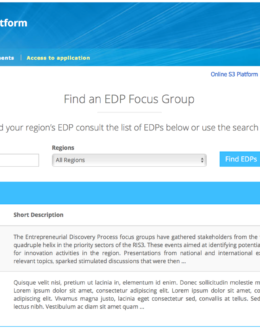 tform
ments Access to application
Online S3 Platform
Find an EDP Focus Group
d your region's EDP consult the list of EDPs below or use the search
Regions
All Regions
Find EDPs
Short Description
The Entrepreneurial Discovery Process focus groups have gathered stakeholders from the
quadruple helix in the priority sectors of the RIS3. These events aimed at identifying potentia
for innovation activities in the region. Presentations from national and international ex
relevant topics, sparked stimulated discussions that were then ...
Quisque velit nisi, pretium ut lacinia in, elementum id enim. Donec sollicitudin molestie m
Lorem ipsum dolor sit amet, consectetur adipiscing elit. Lorem ipsum dolor sit amet, co
adipiscing elit. Vivamus magna justo, lacinia eget consectetur sed, convallis at tellus. Sed
lectus nibh. Vestibulum ac diam sit amet quam ...